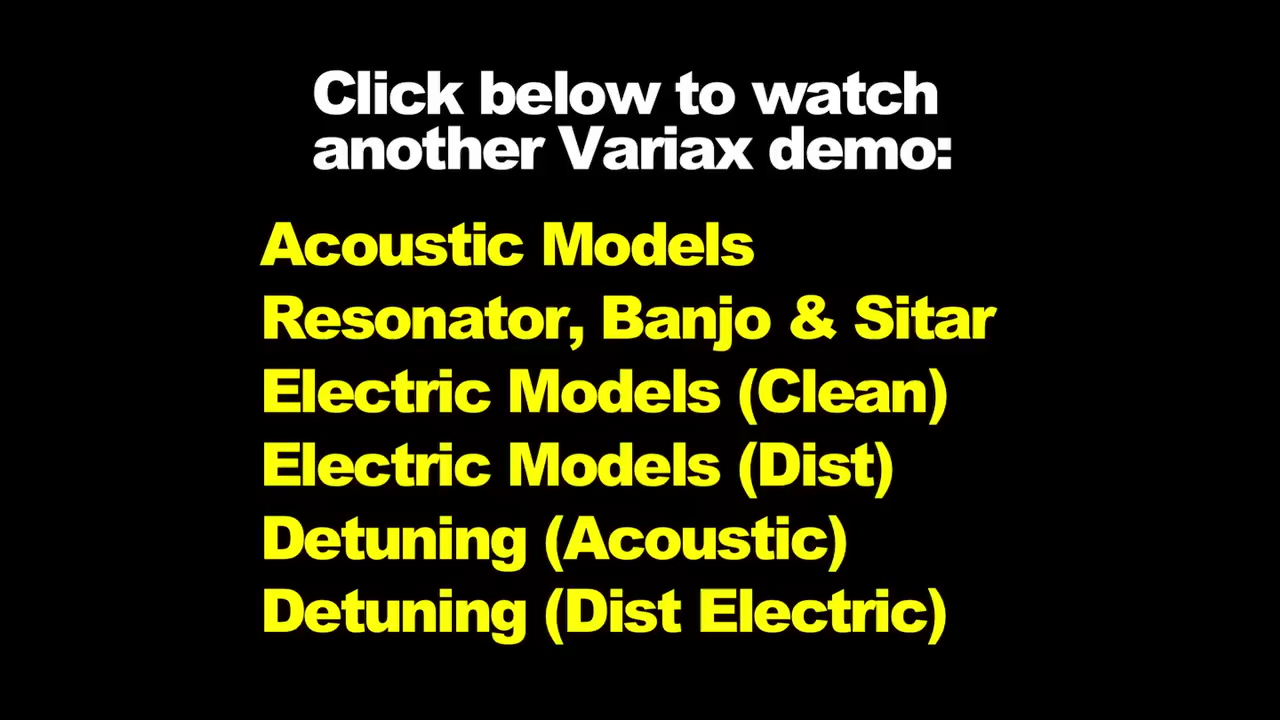 Click below to watch
another Variax demo:
Acoustic Models
Resonator, Banjo & Sitar
Electric Models (Clean)
Electric Models (Dist)
Detuning (Acoustic)
Detuning (Dist Electric)